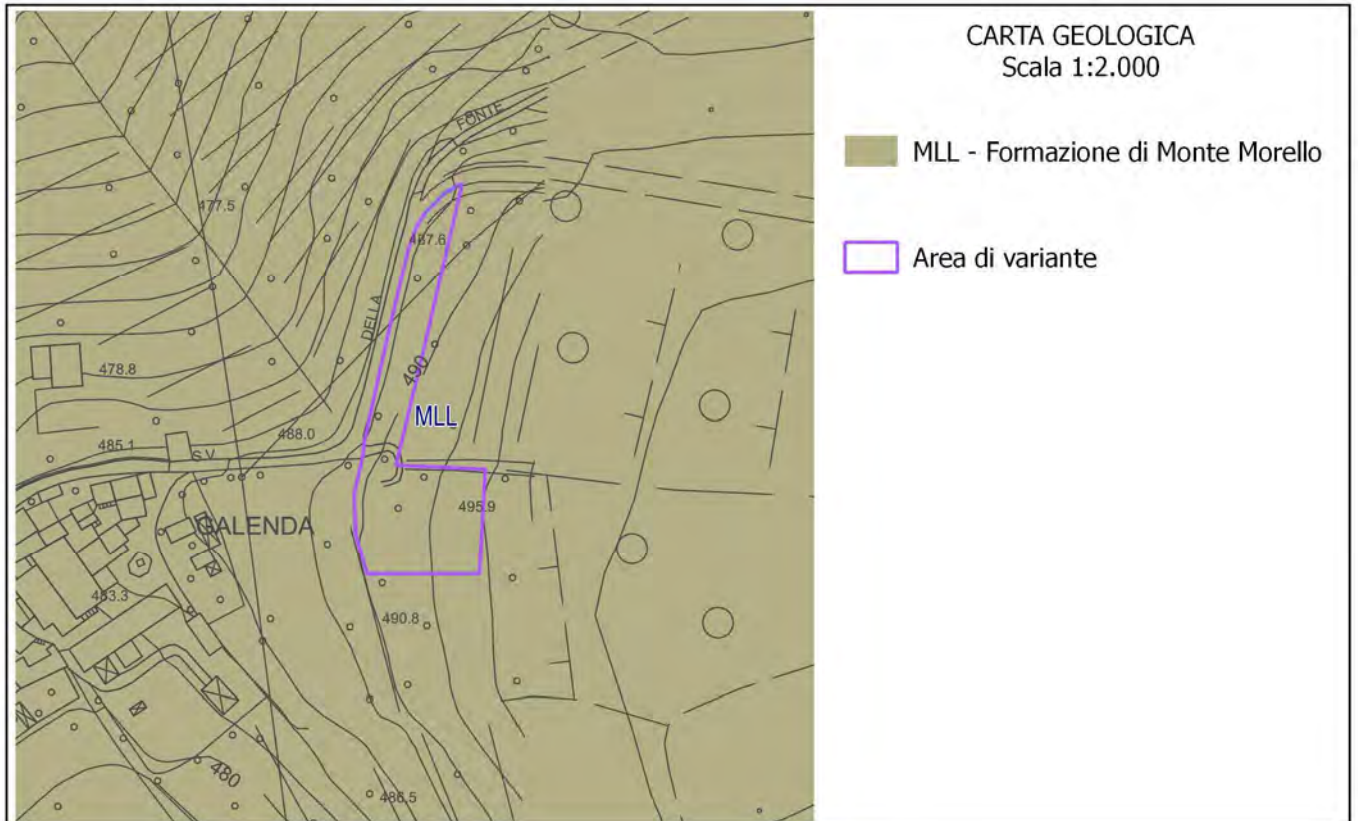 CARTA GEOLOGICA
Scala 1:2.000
MLL - Formazione di Monte Morello
Area di variante
FONTE
477.5
487.6
DELLA
478.8
490
MLL
488.0
485.1
S.V.
495.9
GALENDA
483.3
490.8
480
486.5